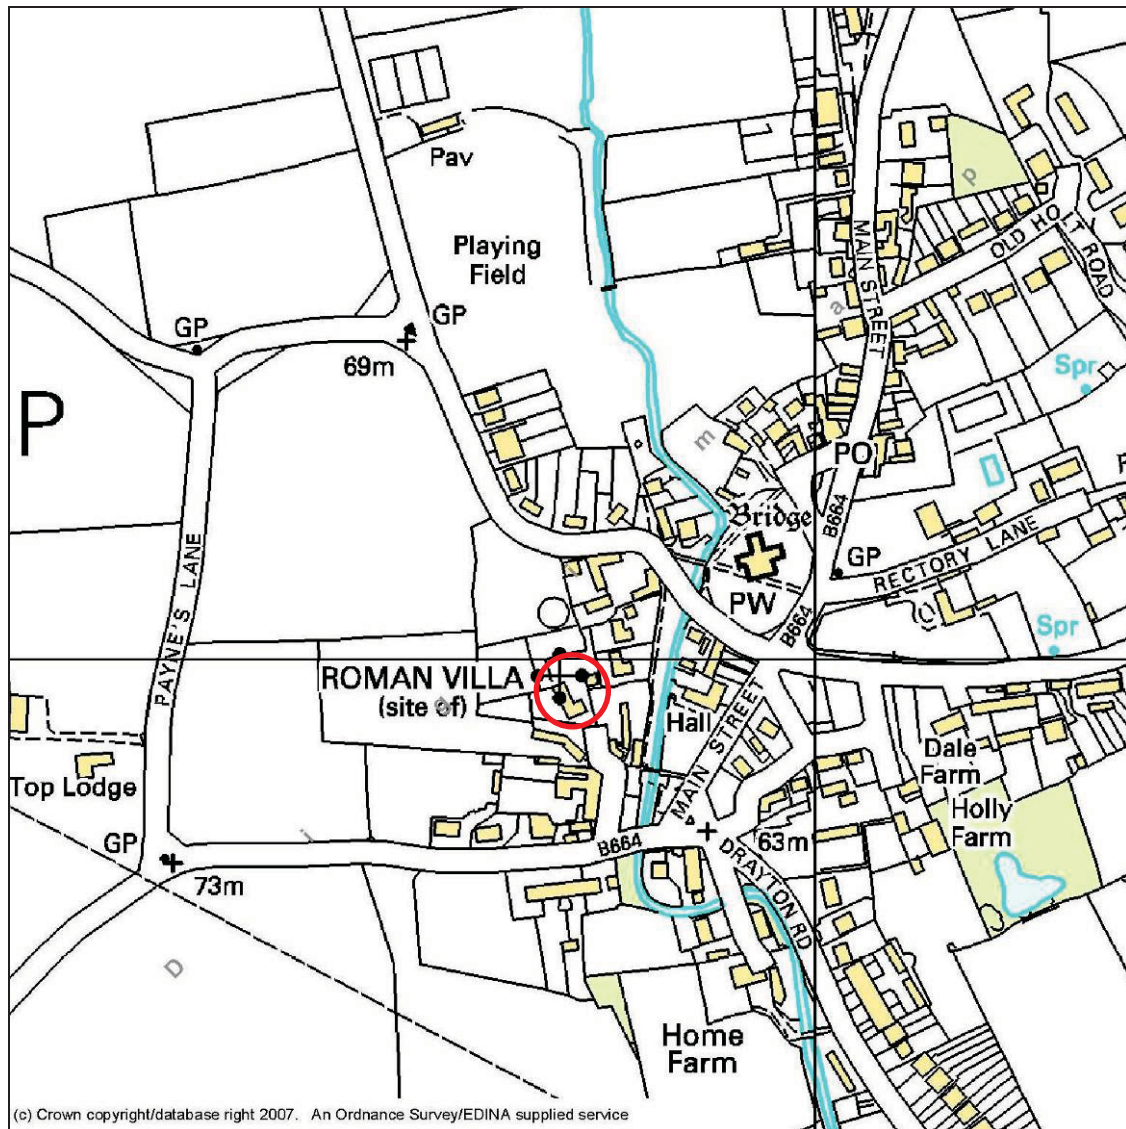 Pav
p
Playing
Field
MAIN STREET
OLD HOLT ROAD
GP
GP
a
69m
Spr
P
m
PO
Bridge
B664
GP
RECTORY LANE
PAYNE'S LANE
PW
B664
Spr
ROMAN VILLA
(site of)
g
Hall
MAIN STREET
Dale
Farm
Top Lodge
Holly
Farm
i
GP
B664
63m
73m
DRAYTON RD
D
Home
Farm
(c) Crown copyright/database right 2007. An Ordnance Survey/EDINA supplied service